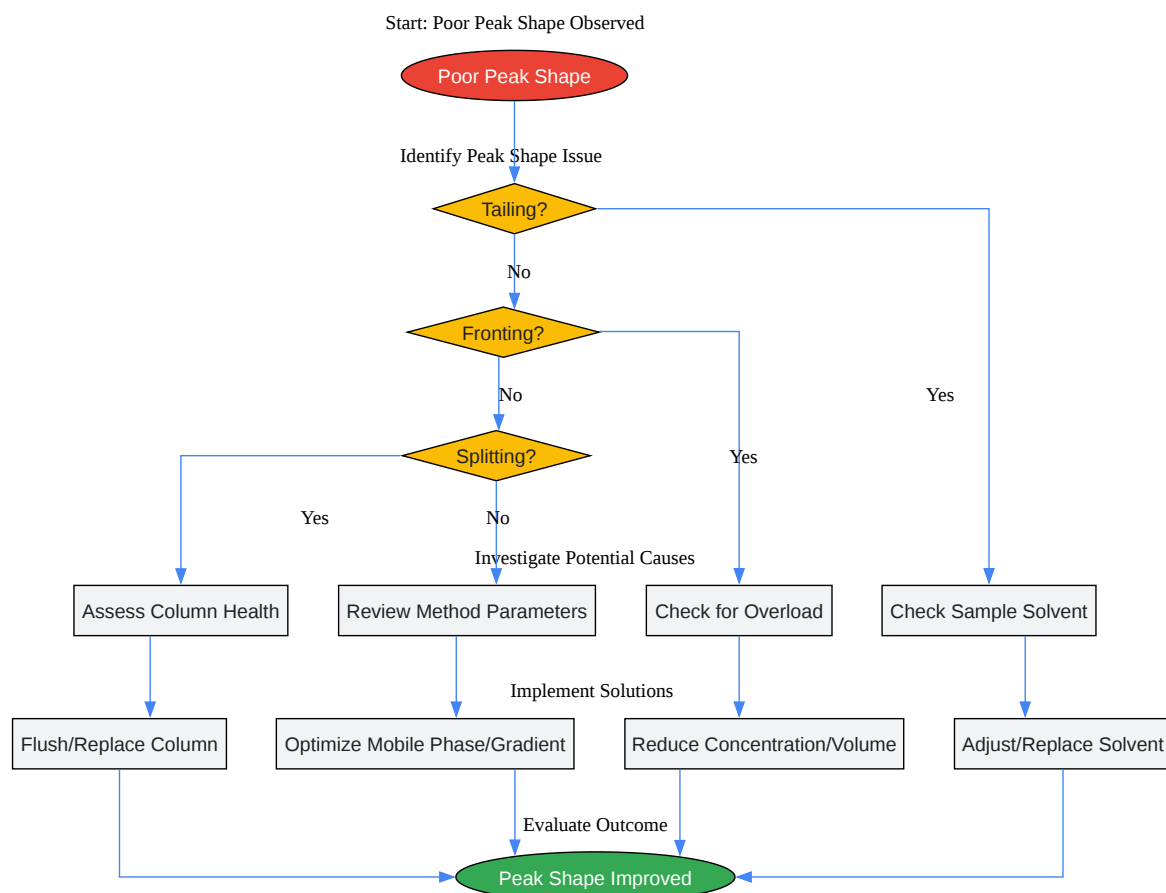 Start: Poor Peak Shape Observed
Poor Peak Shape
Identify Peak Shape Issue
Tailing?
No
Fronting?
No
Yes
Splitting?
Yes
Yes
No
Investigate Potential Causes
Assess Column Health
Review Method Parameters
Check for Overload
Check Sample Solvent
Implement Solutions
Flush/Replace Column
Optimize Mobile Phase/Gradient
Reduce Concentration/Volume
Adjust/Replace Solvent
Evaluate Outcome
Peak Shape Improved